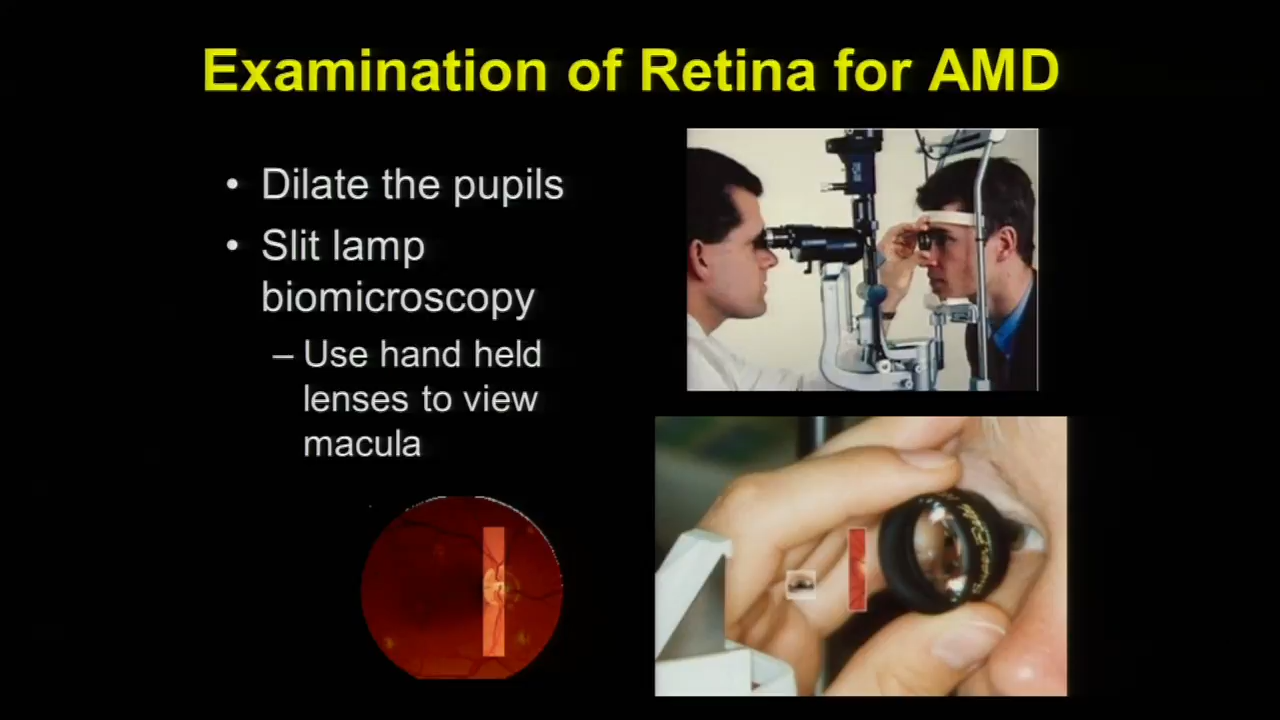 Examination of Retina for AMD
• Dilate the pupils
• Slit lamp
biomicroscopy
– Use hand held
lenses to view
macula